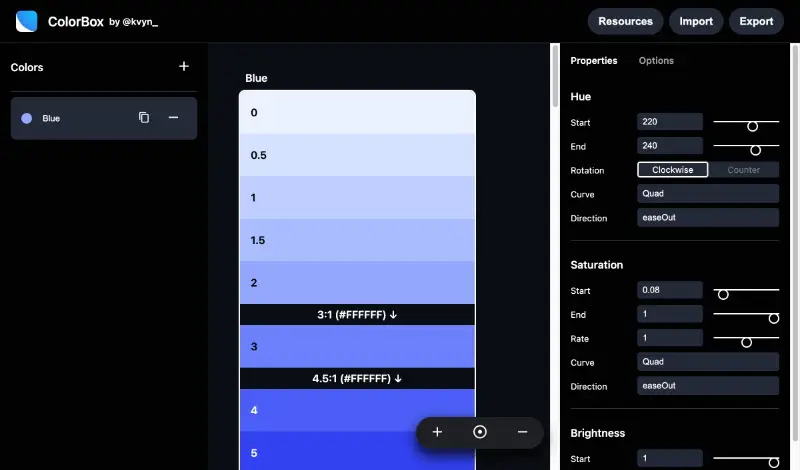 ColorBox by @kvyn_
Resources
Import
Export
Colors
Blue
Blue
0
0.5
1
1.5
2
3:1 (#FFFFFF) ↓
3
4.5:1 (#FFFFFF) ↓
4
5
Properties
Options
Hue
Start 220
End 240
Rotation Clockwise Counter
Curve Quad
Direction easeOut
Saturation
Start 0.08
End 1
Rate 1
Curve Quad
Direction easeOut
Brightness
Start 1